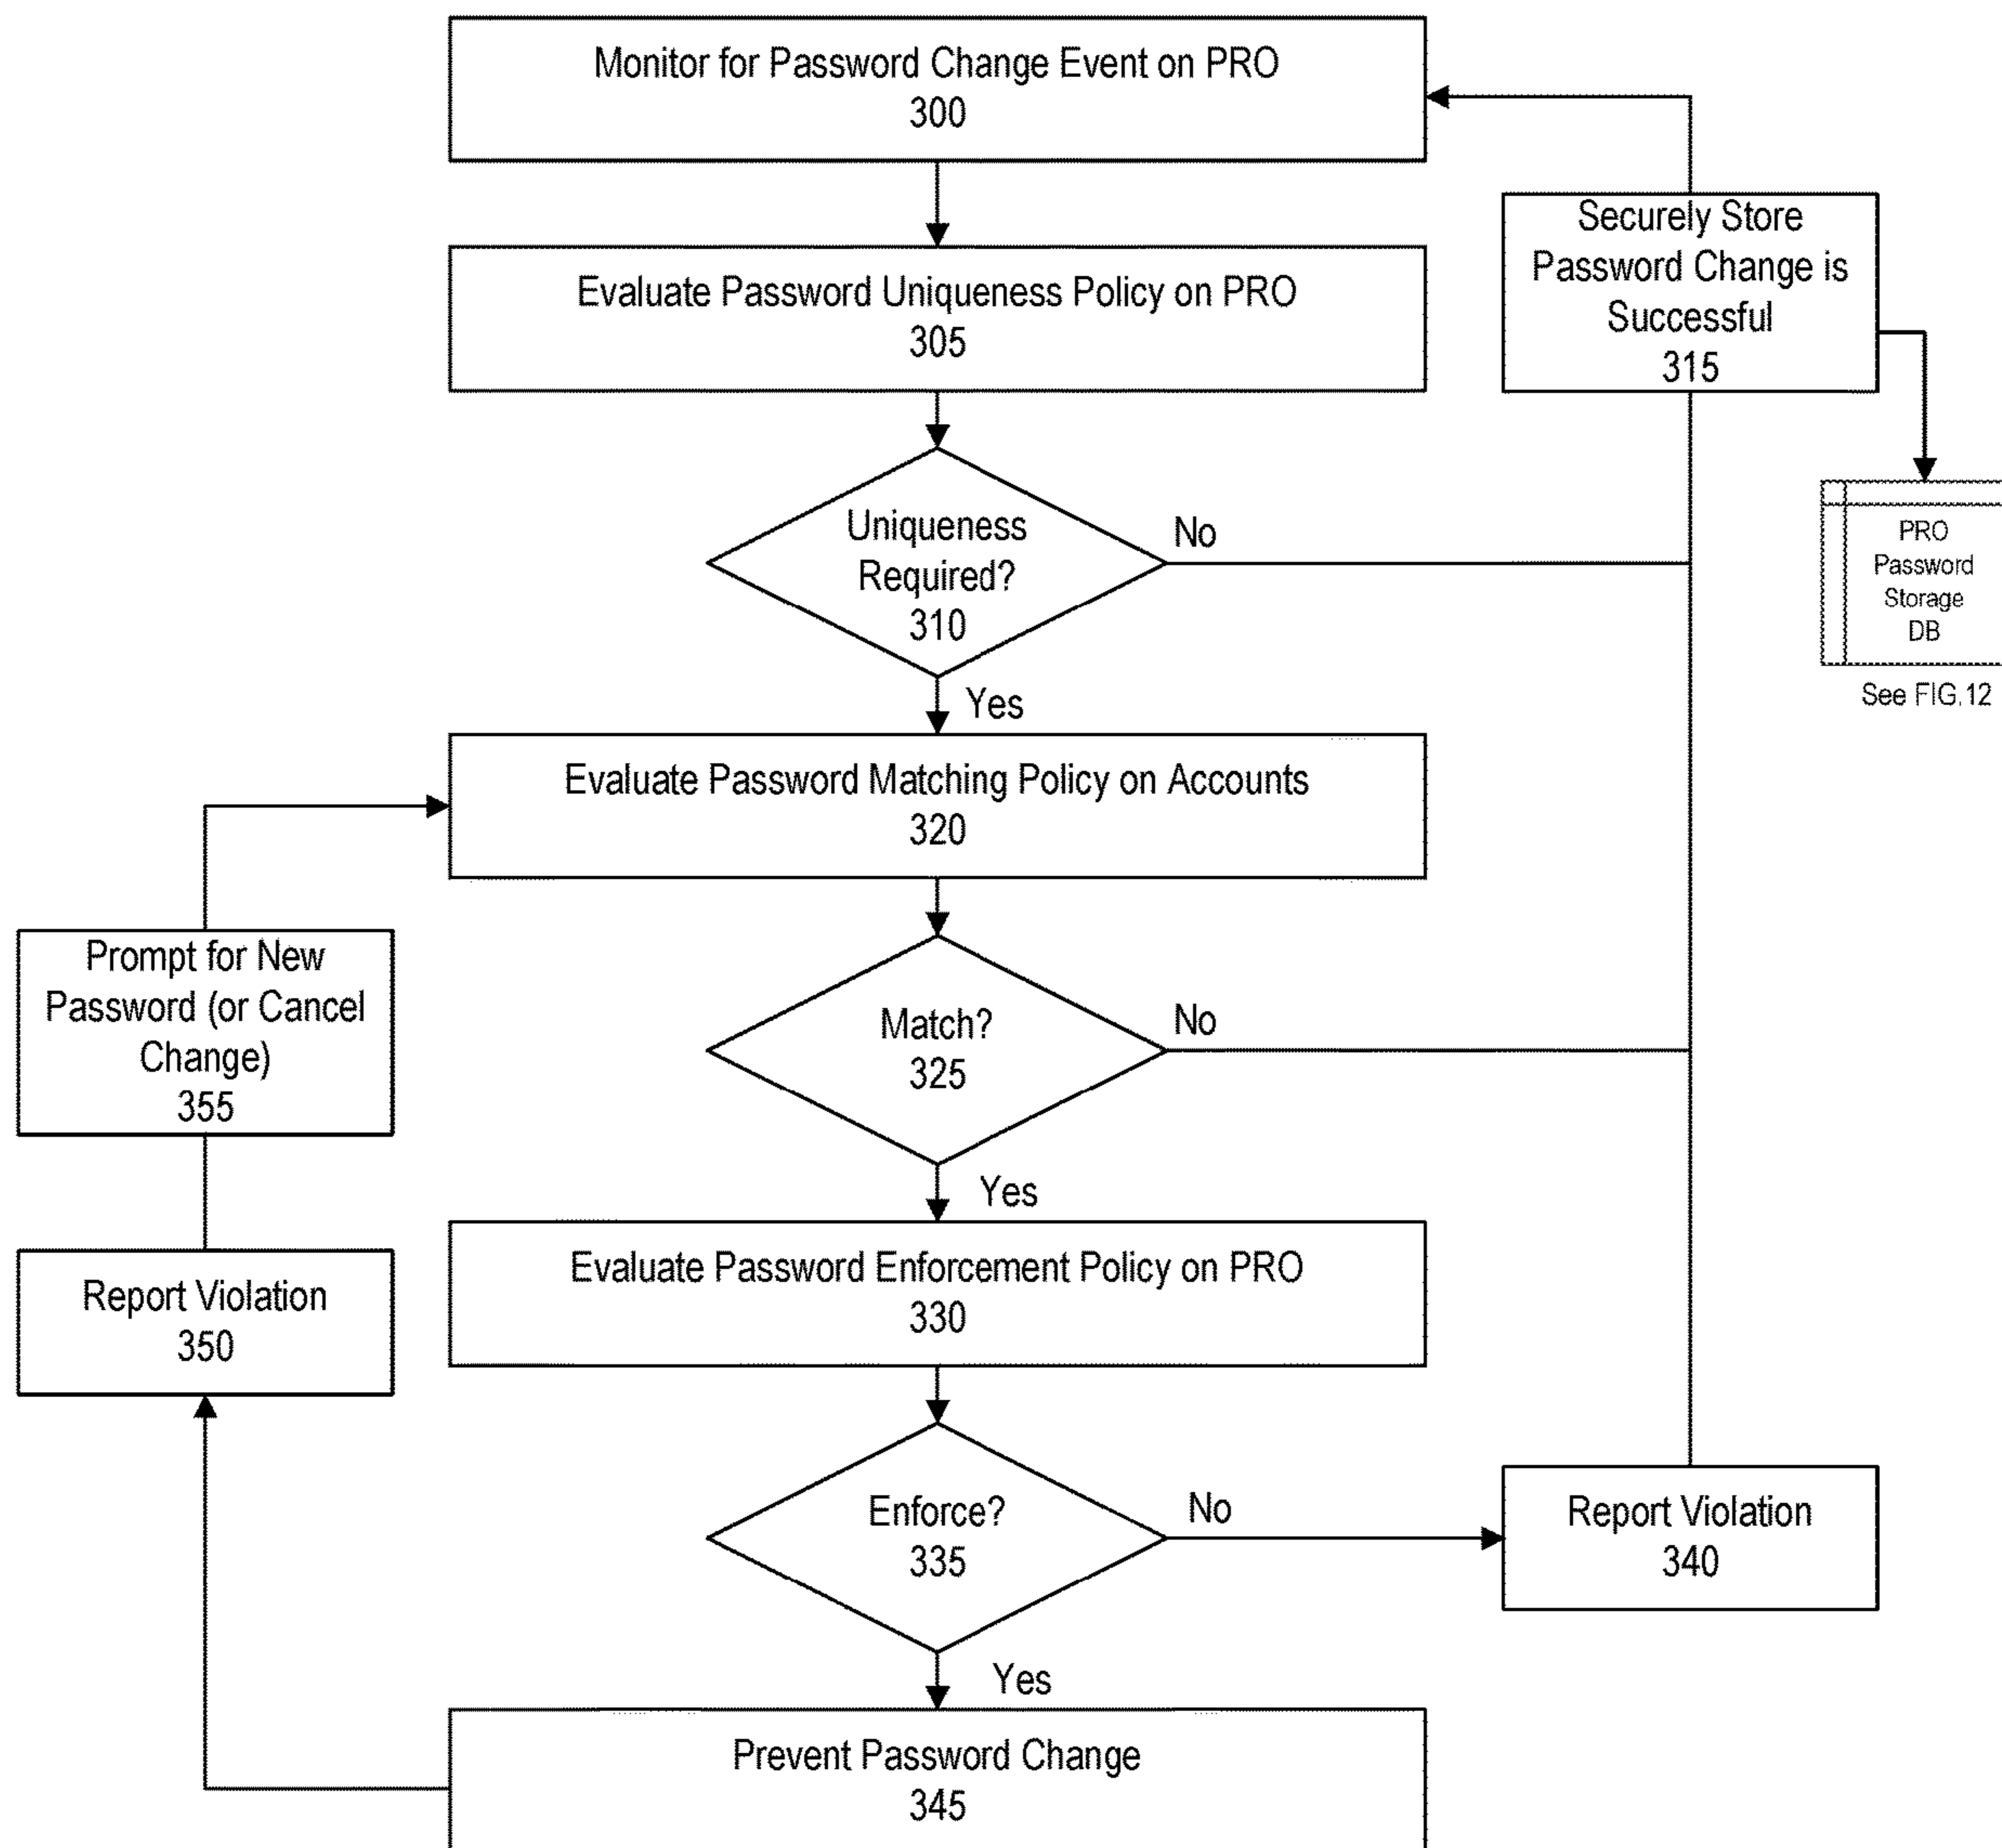 Monitor for Password Change Event on PRO
300
Securely Store
Password Change is
Successful
315
Evaluate Password Uniqueness Policy on PRO
305
Uniqueness
Required?
310
No
PRO
Password
Storage
DB
See FIG.12
Yes
Evaluate Password Matching Policy on Accounts
320
Prompt for New
Password (or Cancel
Change)
355
Match?
325
No
Yes
Evaluate Password Enforcement Policy on PRO
330
Report Violation
350
Enforce?
335
No
Report Violation
340
Yes
Prevent Password Change
345